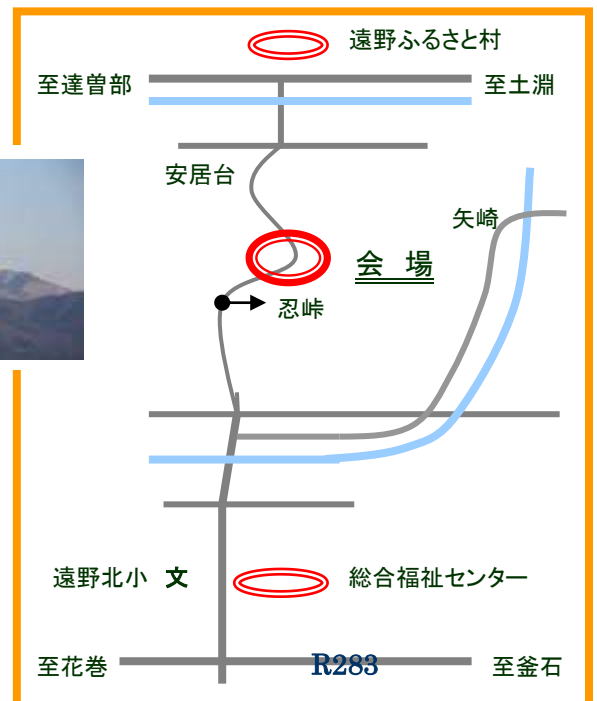 遠野ふるさと村
至達曽部
至土淵
安居台
矢崎
会 場
忍峠
遠野北小 文
総合福祉センター
至花巻
R283
至釜石